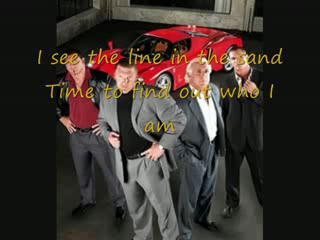 I see the line in the sand
Time to find out who I
am